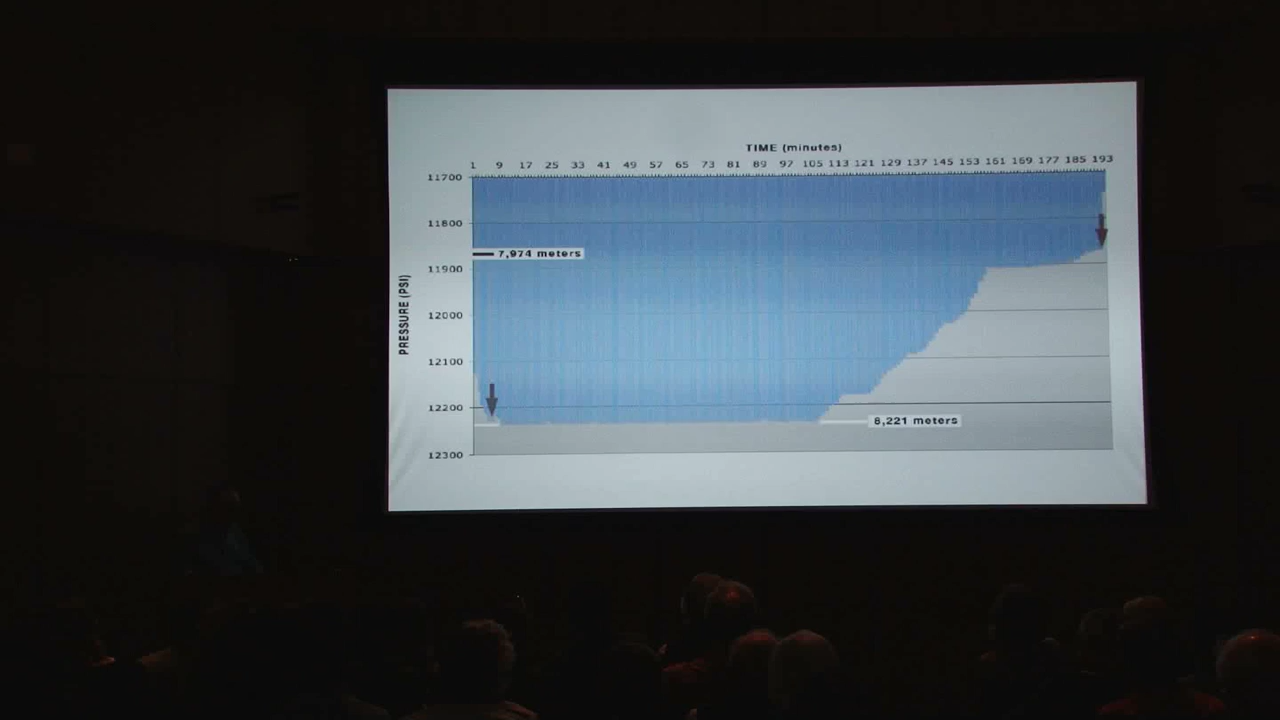 TIME (minutes)
1 9 17 25 33 41 49 57 65 73 81 89 97 105 113 121 129 137 145 153 161 169 177 185 193
11700
11800
7,974 meters
11900
PRESSURE (PSI)
12000
12100
12200
8,221 meters
12300